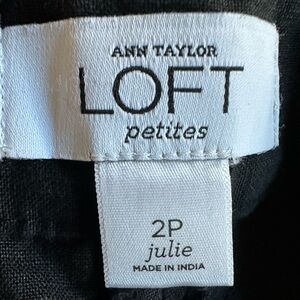 ANN TAYLOR
LOFT
petites
2P
julie
MADE IN INDIA